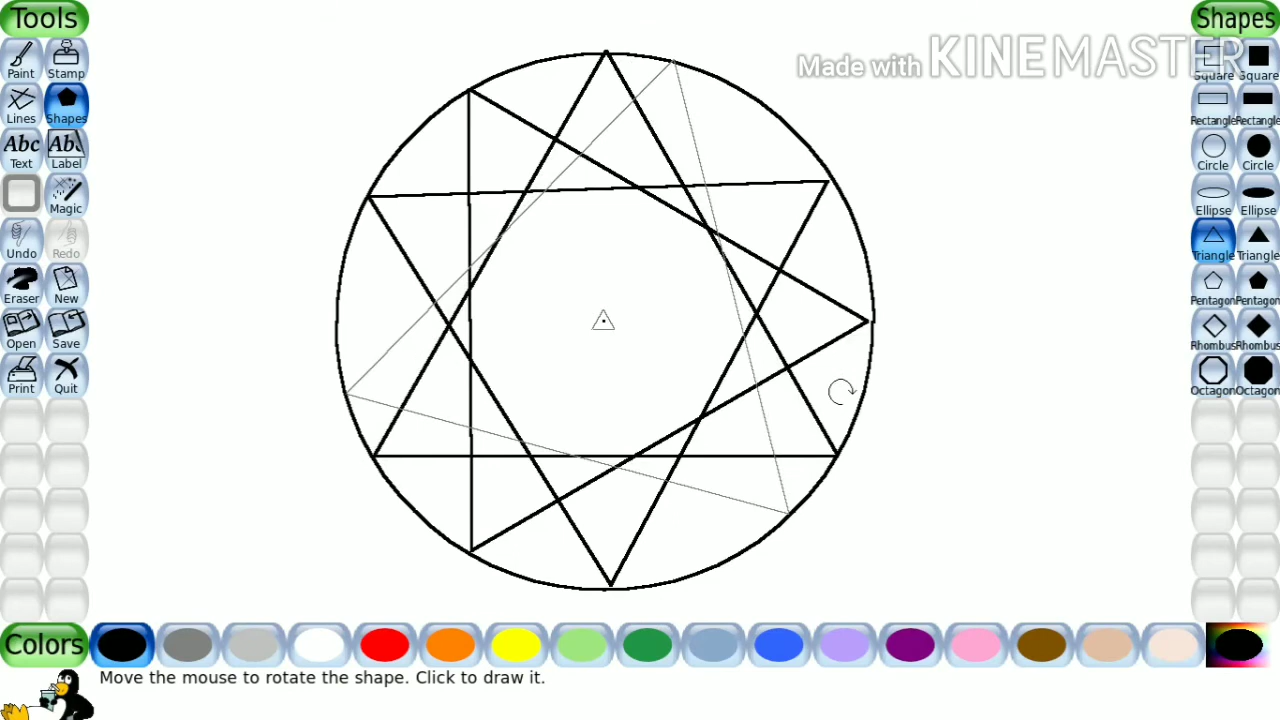 Tools
Shapes
Made with KINEMASTER
Paint
Stamp
Square
Square
Lines
Shapes
Rectangle
Rectangle
Abc
Abc
Text
Label
Circle
Circle
Magic
Ellipse
Ellipse
Undo
Redo
Triangle
Triangle
Eraser
New
Pentagon
Pentagon
Open
Save
Rhombus
Rhombus
Print
Quit
Octagon
Octagon
Colors
Move the mouse to rotate the shape. Click to draw it.